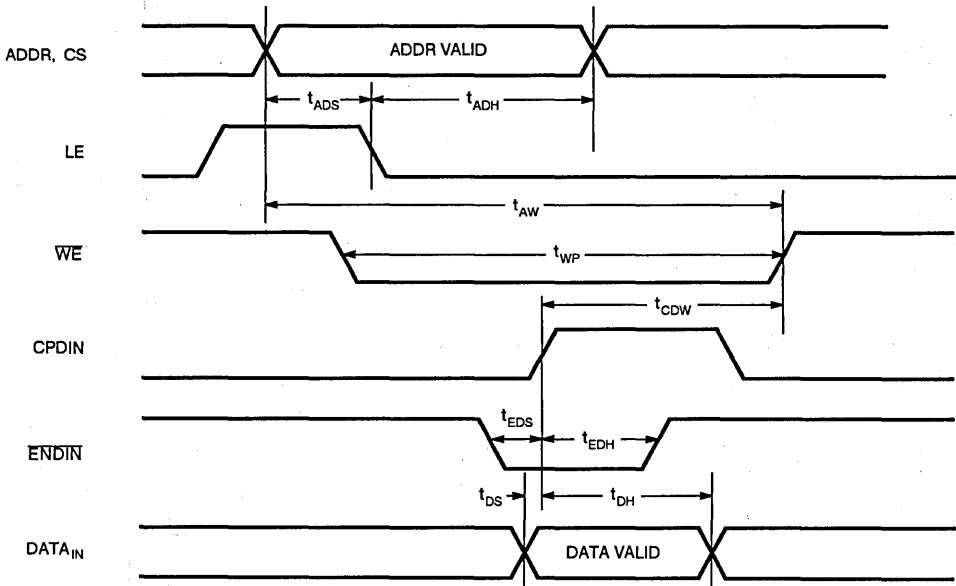 ADDR, CS
ADDR VALID
tADS
tADH
LE
tAW
WE
tWP
tCDW
CPDIN
tEDS
tEDH
ENDIN
tDS
tDH
DATAIN
DATA VALID